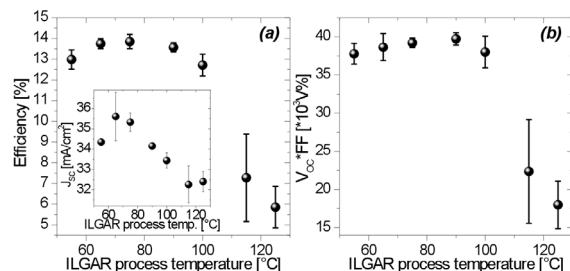 (a)
15
14
13
12
11
10
9
8
7
6
5
Efficiency [%]
36
35
34
33
32
J_SC [mA/cm²]
60 80 100 120
ILGAR process temp. [°C]
60 80 100 120
ILGAR process temperature [°C]
(b)
40
35
30
25
20
15
V_OC*FF [*10³V%]
60 80 100 120
ILGAR process temperature [°C]